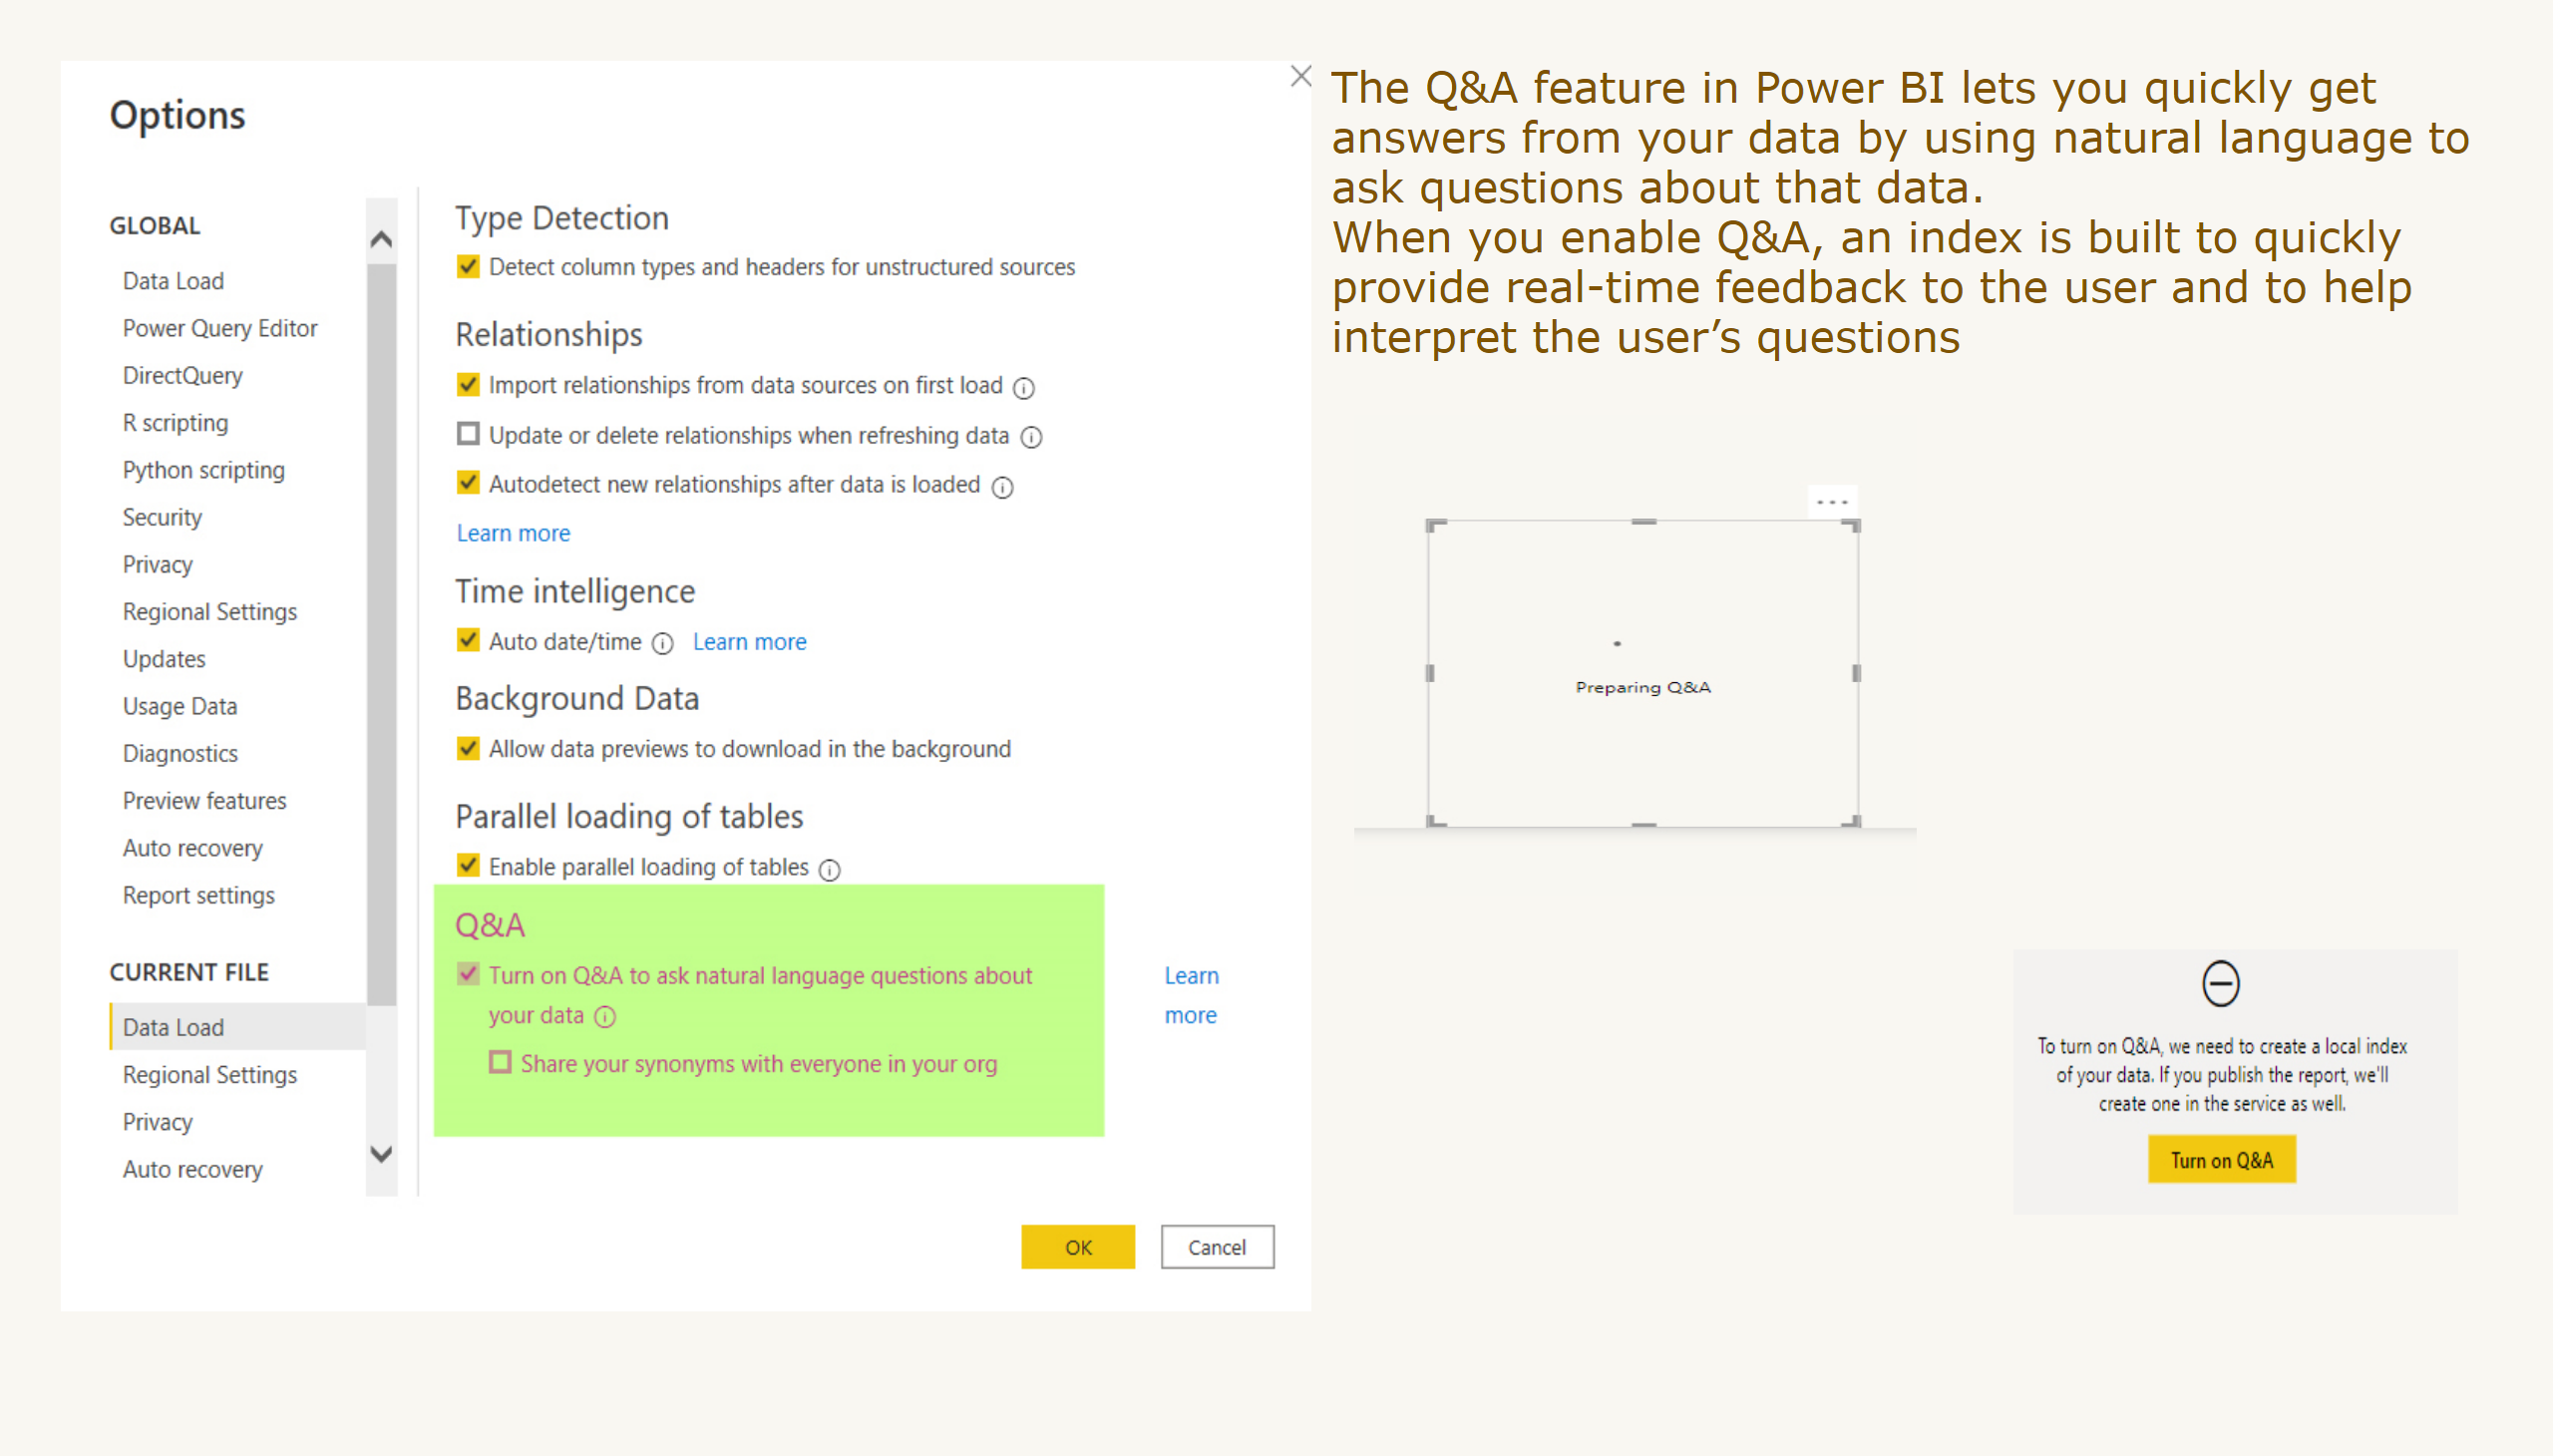 Options
GLOBAL
Data Load
Power Query Editor
DirectQuery
R scripting
Python scripting
Security
Privacy
Regional Settings
Updates
Usage Data
Diagnostics
Preview features
Auto recovery
Report settings
CURRENT FILE
Data Load
Regional Settings
Privacy
Auto recovery
Type Detection
Detect column types and headers for unstructured sources
Relationships
Import relationships from data sources on first load
Update or delete relationships when refreshing data
Autodetect new relationships after data is loaded
Learn more
Time intelligence
Auto date/time Learn more
Background Data
Allow data previews to download in the background
Parallel loading of tables
Enable parallel loading of tables
Q&A
Turn on Q&A to ask natural language questions about
your data
Share your synonyms with everyone in your org
Learn
more
OK
Cancel
The Q&A feature in Power BI lets you quickly get
answers from your data by using natural language to
ask questions about that data.
When you enable Q&A, an index is built to quickly
provide real-time feedback to the user and to help
interpret the user’s questions
Preparing Q&A
To turn on Q&A, we need to create a local index
of your data. If you publish the report, we'll
create one in the service as well.
Turn on Q&A